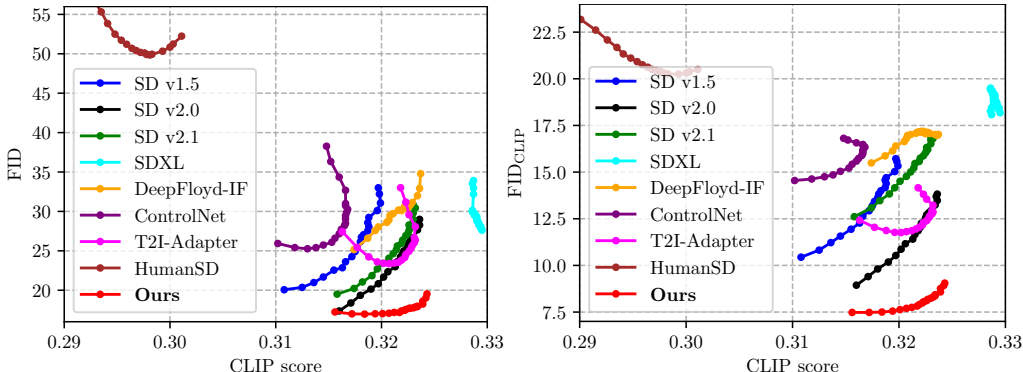 55
50
45
40
35
30
25
20
FID
SD v1.5
SD v2.0
SD v2.1
SDXL
DeepFloyd-IF
ControlNet
T2I-Adapter
HumanSD
Ours
0.29
0.30
0.31
0.32
0.33
CLIP score
22.5
20.0
17.5
15.0
12.5
10.0
7.5
FID_CLIP
SD v1.5
SD v2.0
SD v2.1
SDXL
DeepFloyd-IF
ControlNet
T2I-Adapter
HumanSD
Ours
0.29
0.30
0.31
0.32
0.33
CLIP score